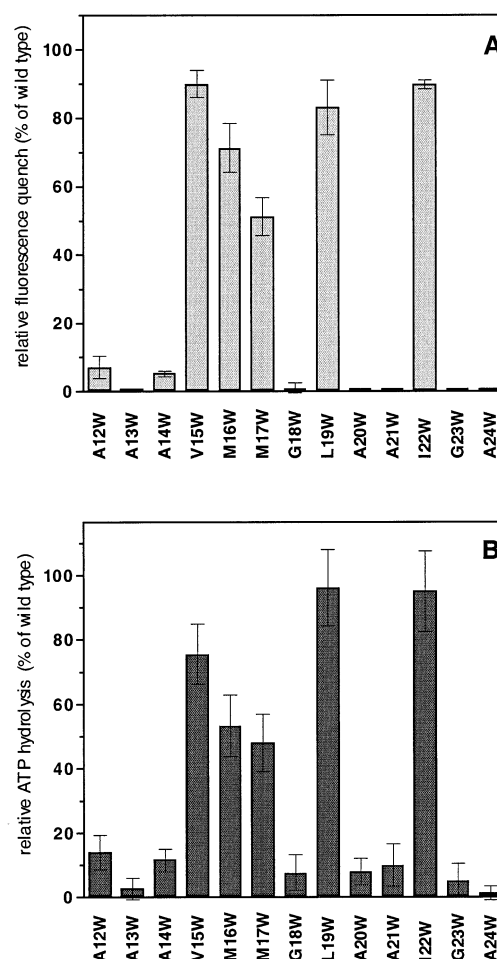 A
relative fluorescence quench (% of wild type)
100
80
60
40
20
0
A12W A13W A14W V15W M16W M17W G18W L19W A20W A21W I22W G23W A24W
B
relative ATP hydrolysis (% of wild type)
100
80
60
40
20
0
A12W A13W A14W V15W M16W M17W G18W L19W A20W A21W I22W G23W A24W